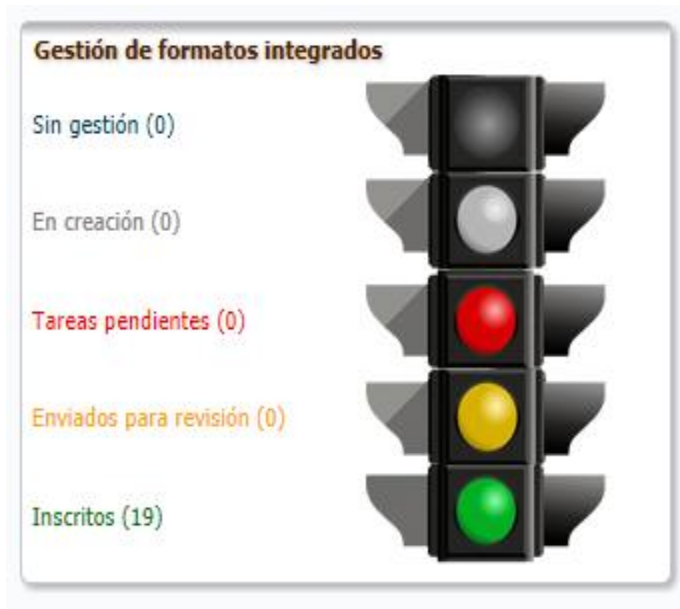 Gestión de formatos integrados
Sin gestión (0)
En creación (0)
Tareas pendientes (0)
Enviados para revisión (0)
Inscritos (19)